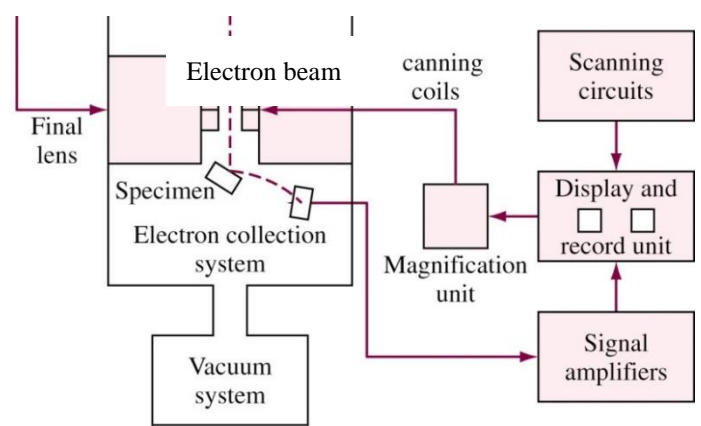 Electron beam
canning
coils
Scanning
circuits
Final
lens
Specimen
Display and
record unit
Electron collection
system
Magnification
unit
Vacuum
system
Signal
amplifiers